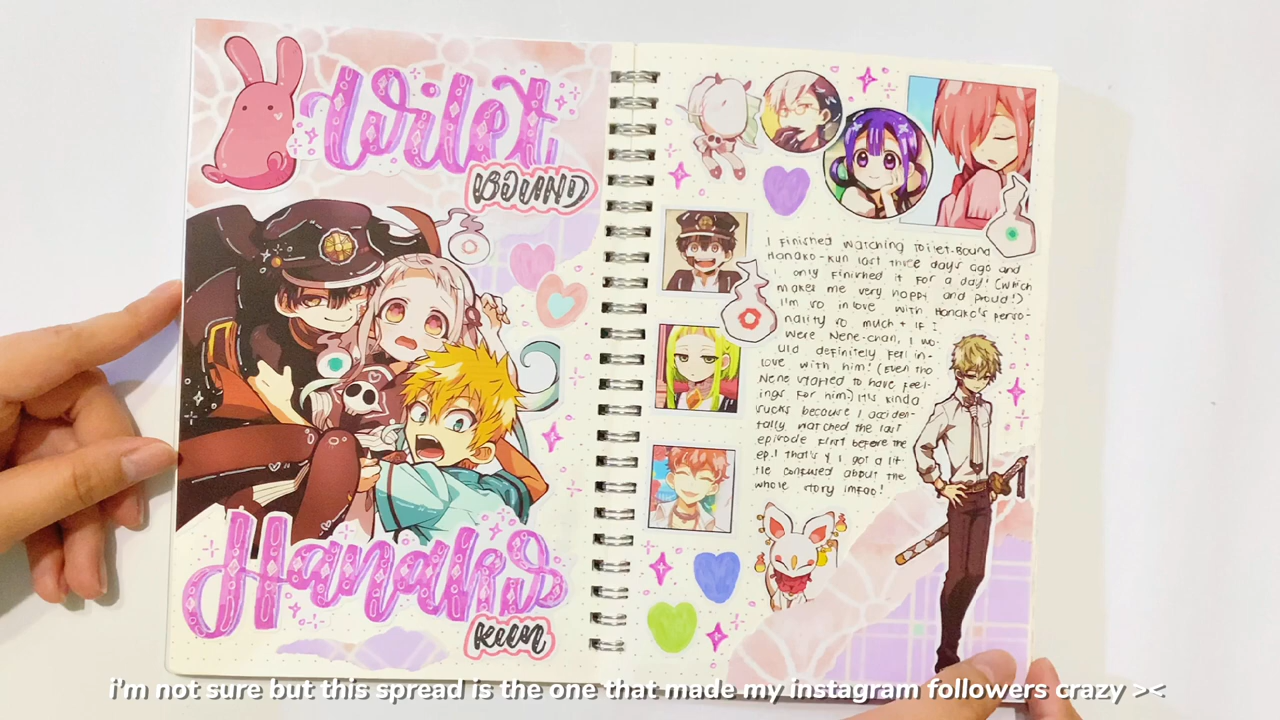 Toilet
BOUND
Hanako
kun
I Finished watching Toilet-Bound
Hanako-kun last three days ago and
I only Finished it For a day! (which
makes me very happy and proud!)
I'm so in love with Hanako's perso-
nality so much + if I
were Nene-chan, I wo-
uld definitely Fell in-
love with him! (Even tho
Nene started to have feel-
ings for him.) It's kinda
sucks because I acciden-
tally watched the last
episode first before the
ep.1 that's y I got a lit-
tle confused about the
whole story lmfao!
i'm not sure but this spread is the one that made my instagram followers crazy ><